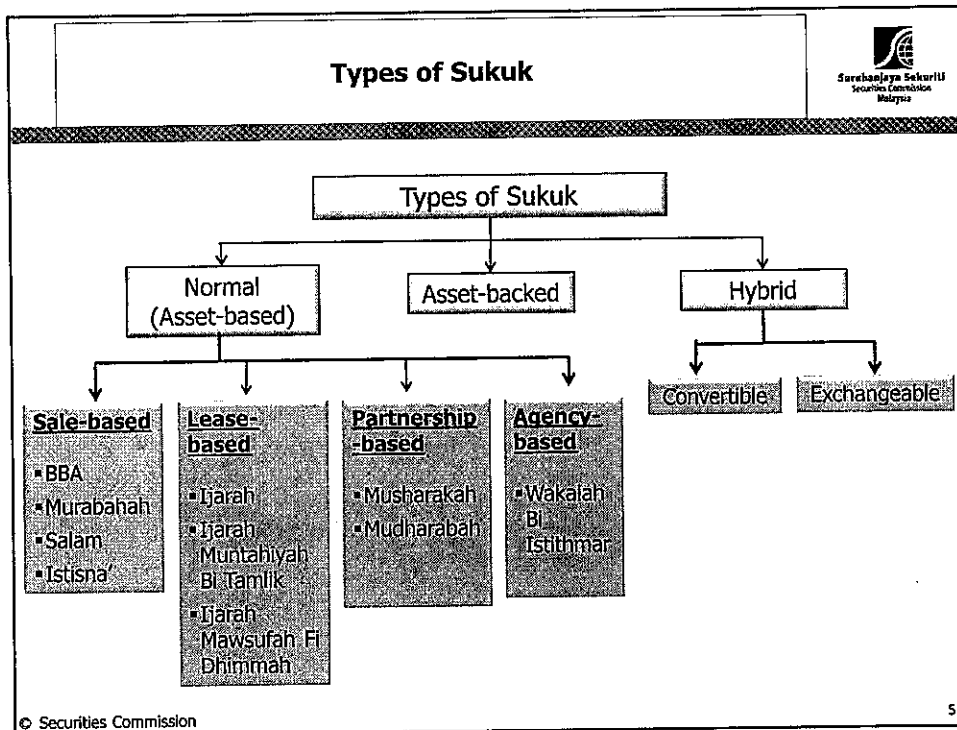 Types of Sukuk
Suruhanjaya Sekuriti
Securities Commission
Malaysia
Types of Sukuk
Normal
(Asset-based)
Asset-backed
Hybrid
Sale-based
▪BBA
▪Murabahah
▪Salam
▪Istisna’
Lease-
based
▪Ijarah
▪Ijarah
Muntahiyah
Bi Tamlik
▪Ijarah
Mawsufah Fi
Dhimmah
Partnership
-based
▪Musharakah
▪Mudharabah
Agency-
based
▪Wakalah
Bi
Istithmar
Convertible
Exchangeable
© Securities Commission
5